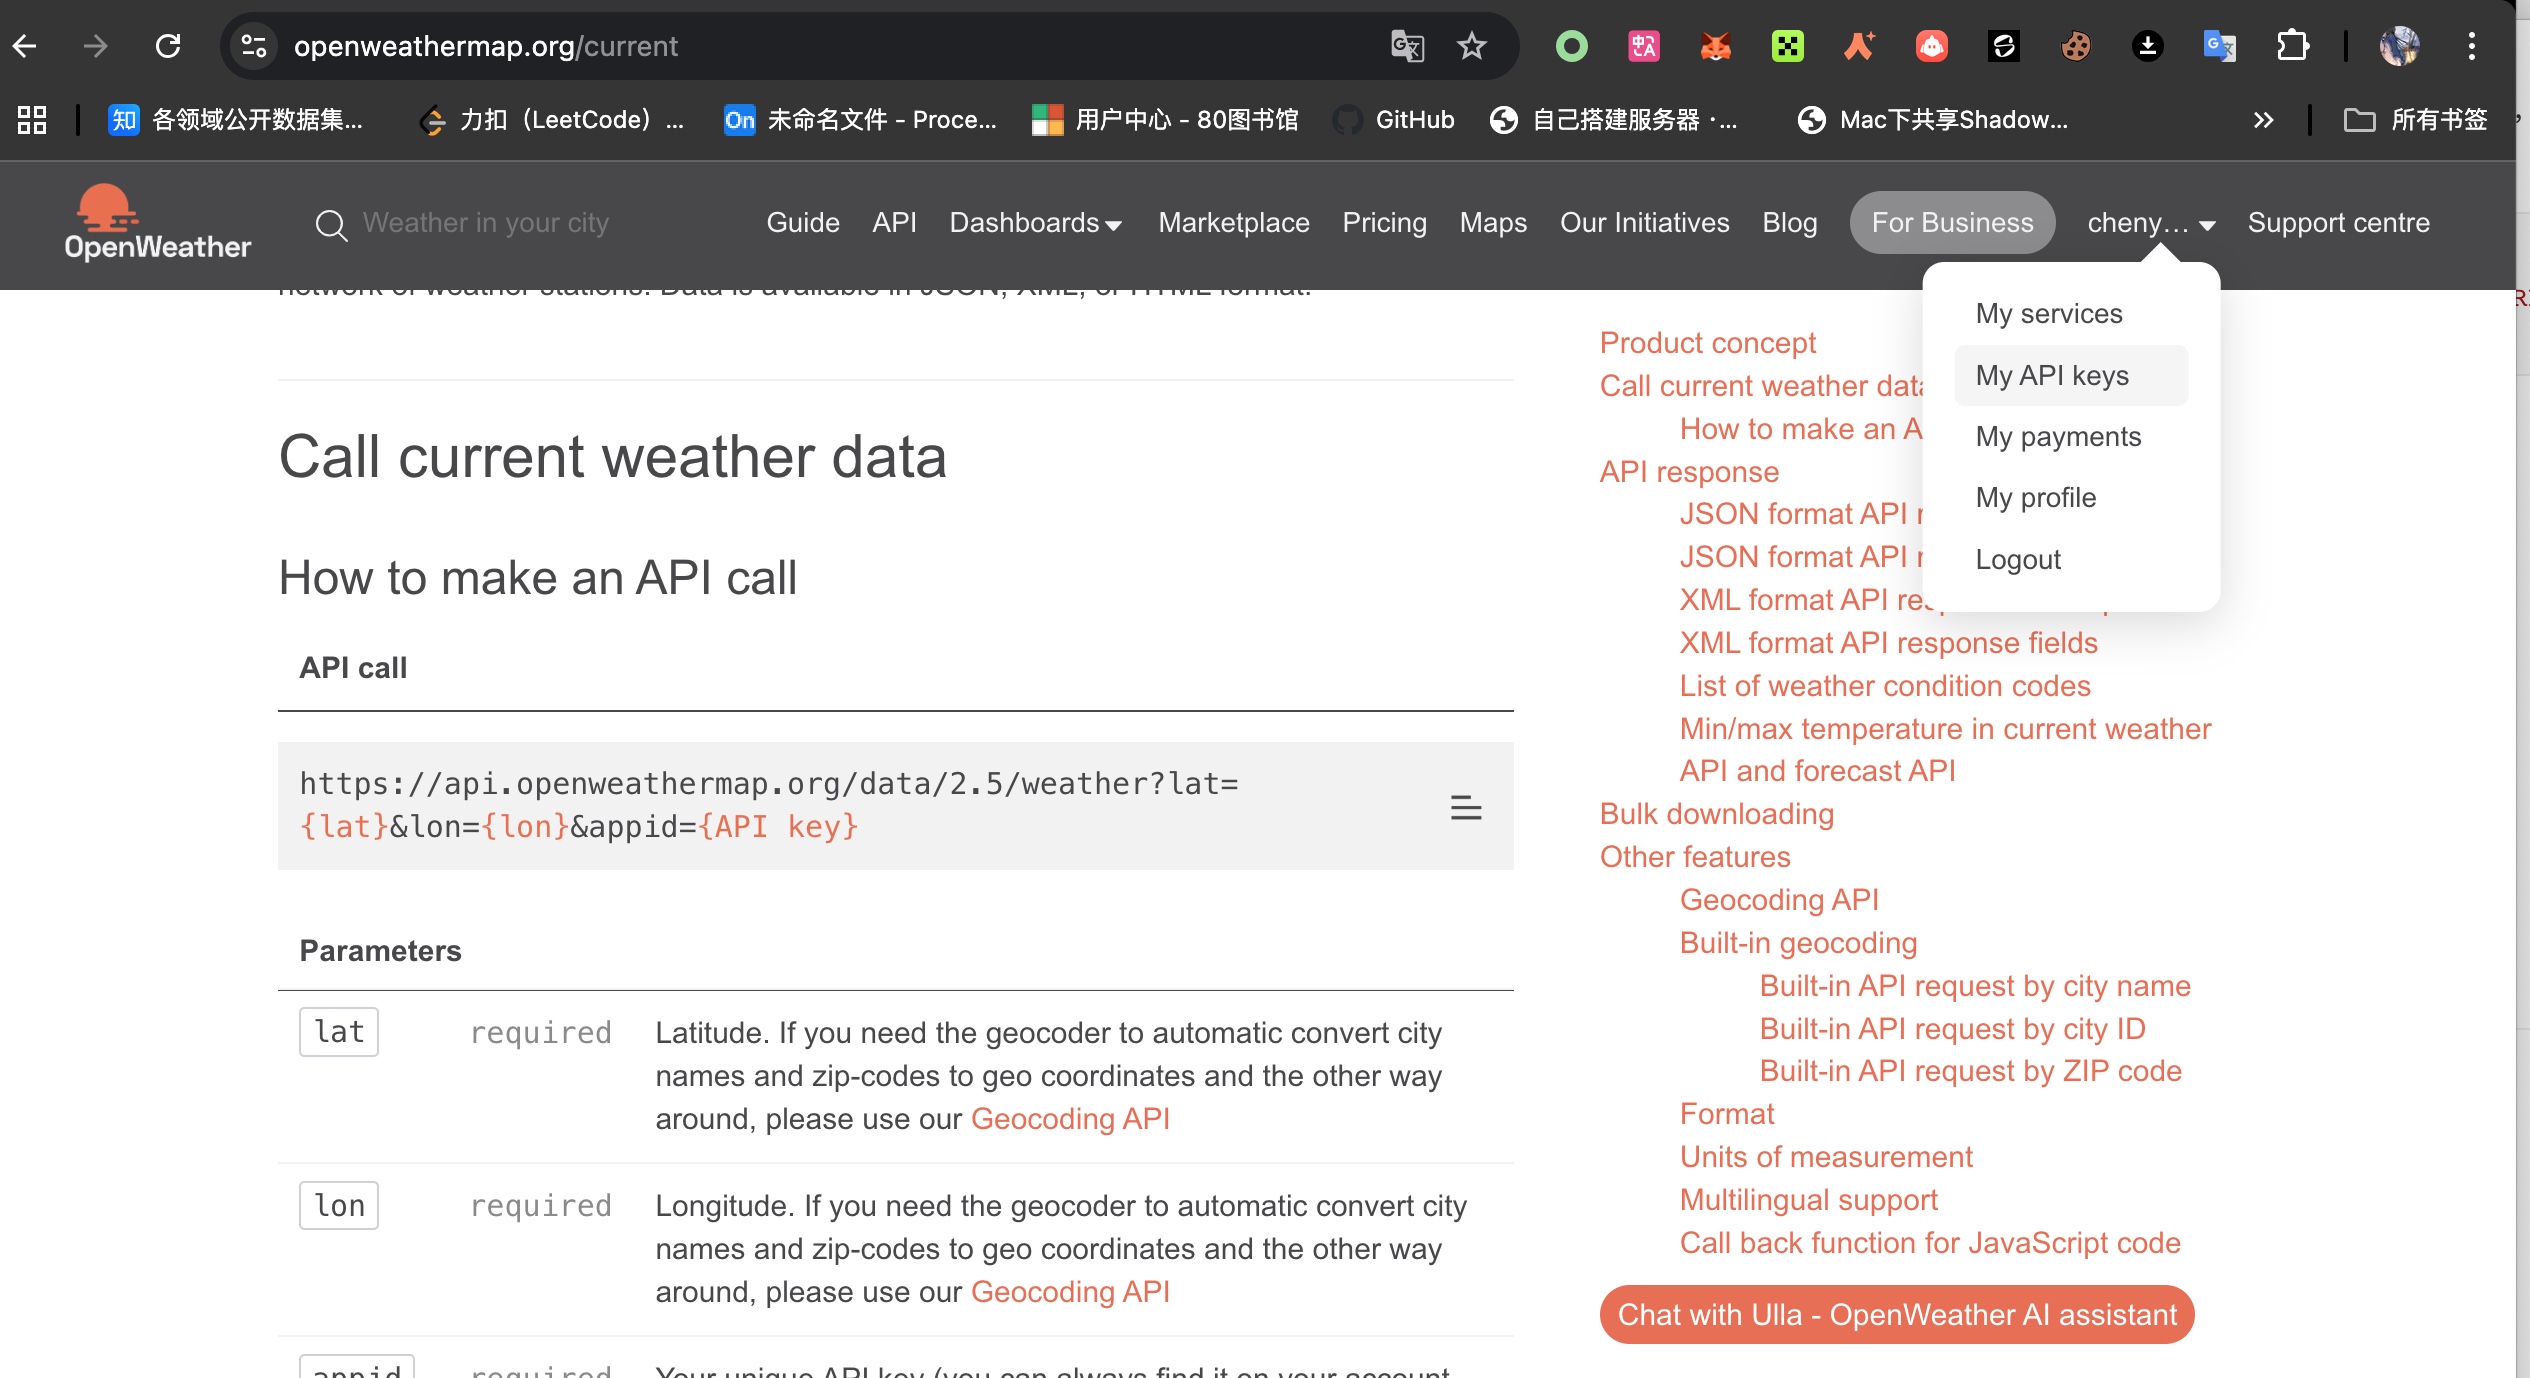 openweathermap.org/current
各领域公开数据集...
力扣（LeetCode）...
未命名文件 - Proce...
用户中心 - 80图书馆
GitHub
自己搭建服务器 ·...
Mac下共享Shadow...
所有书签
OpenWeather
Weather in your city
Guide
API
Dashboards
Marketplace
Pricing
Maps
Our Initiatives
Blog
For Business
cheny...
Support centre
My services
My API keys
My payments
My profile
Logout
network of weather stations. Data is available in JSON, XML, or HTML format.
Call current weather data
How to make an API call
API call
https://api.openweathermap.org/data/2.5/weather?lat=
{lat}&lon={lon}&appid={API key}
Parameters
lat required Latitude. If you need the geocoder to automatic convert city
names and zip-codes to geo coordinates and the other way
around, please use our Geocoding API
lon required Longitude. If you need the geocoder to automatic convert city
names and zip-codes to geo coordinates and the other way
around, please use our Geocoding API
appid required Your unique API key (you can always find it on your account
Product concept
Call current weather data
How to make an A
API response
JSON format API r
JSON format API r
XML format API res
XML format API response fields
List of weather condition codes
Min/max temperature in current weather
API and forecast API
Bulk downloading
Other features
Geocoding API
Built-in geocoding
Built-in API request by city name
Built-in API request by city ID
Built-in API request by ZIP code
Format
Units of measurement
Multilingual support
Call back function for JavaScript code
Chat with Ulla - OpenWeather AI assistant